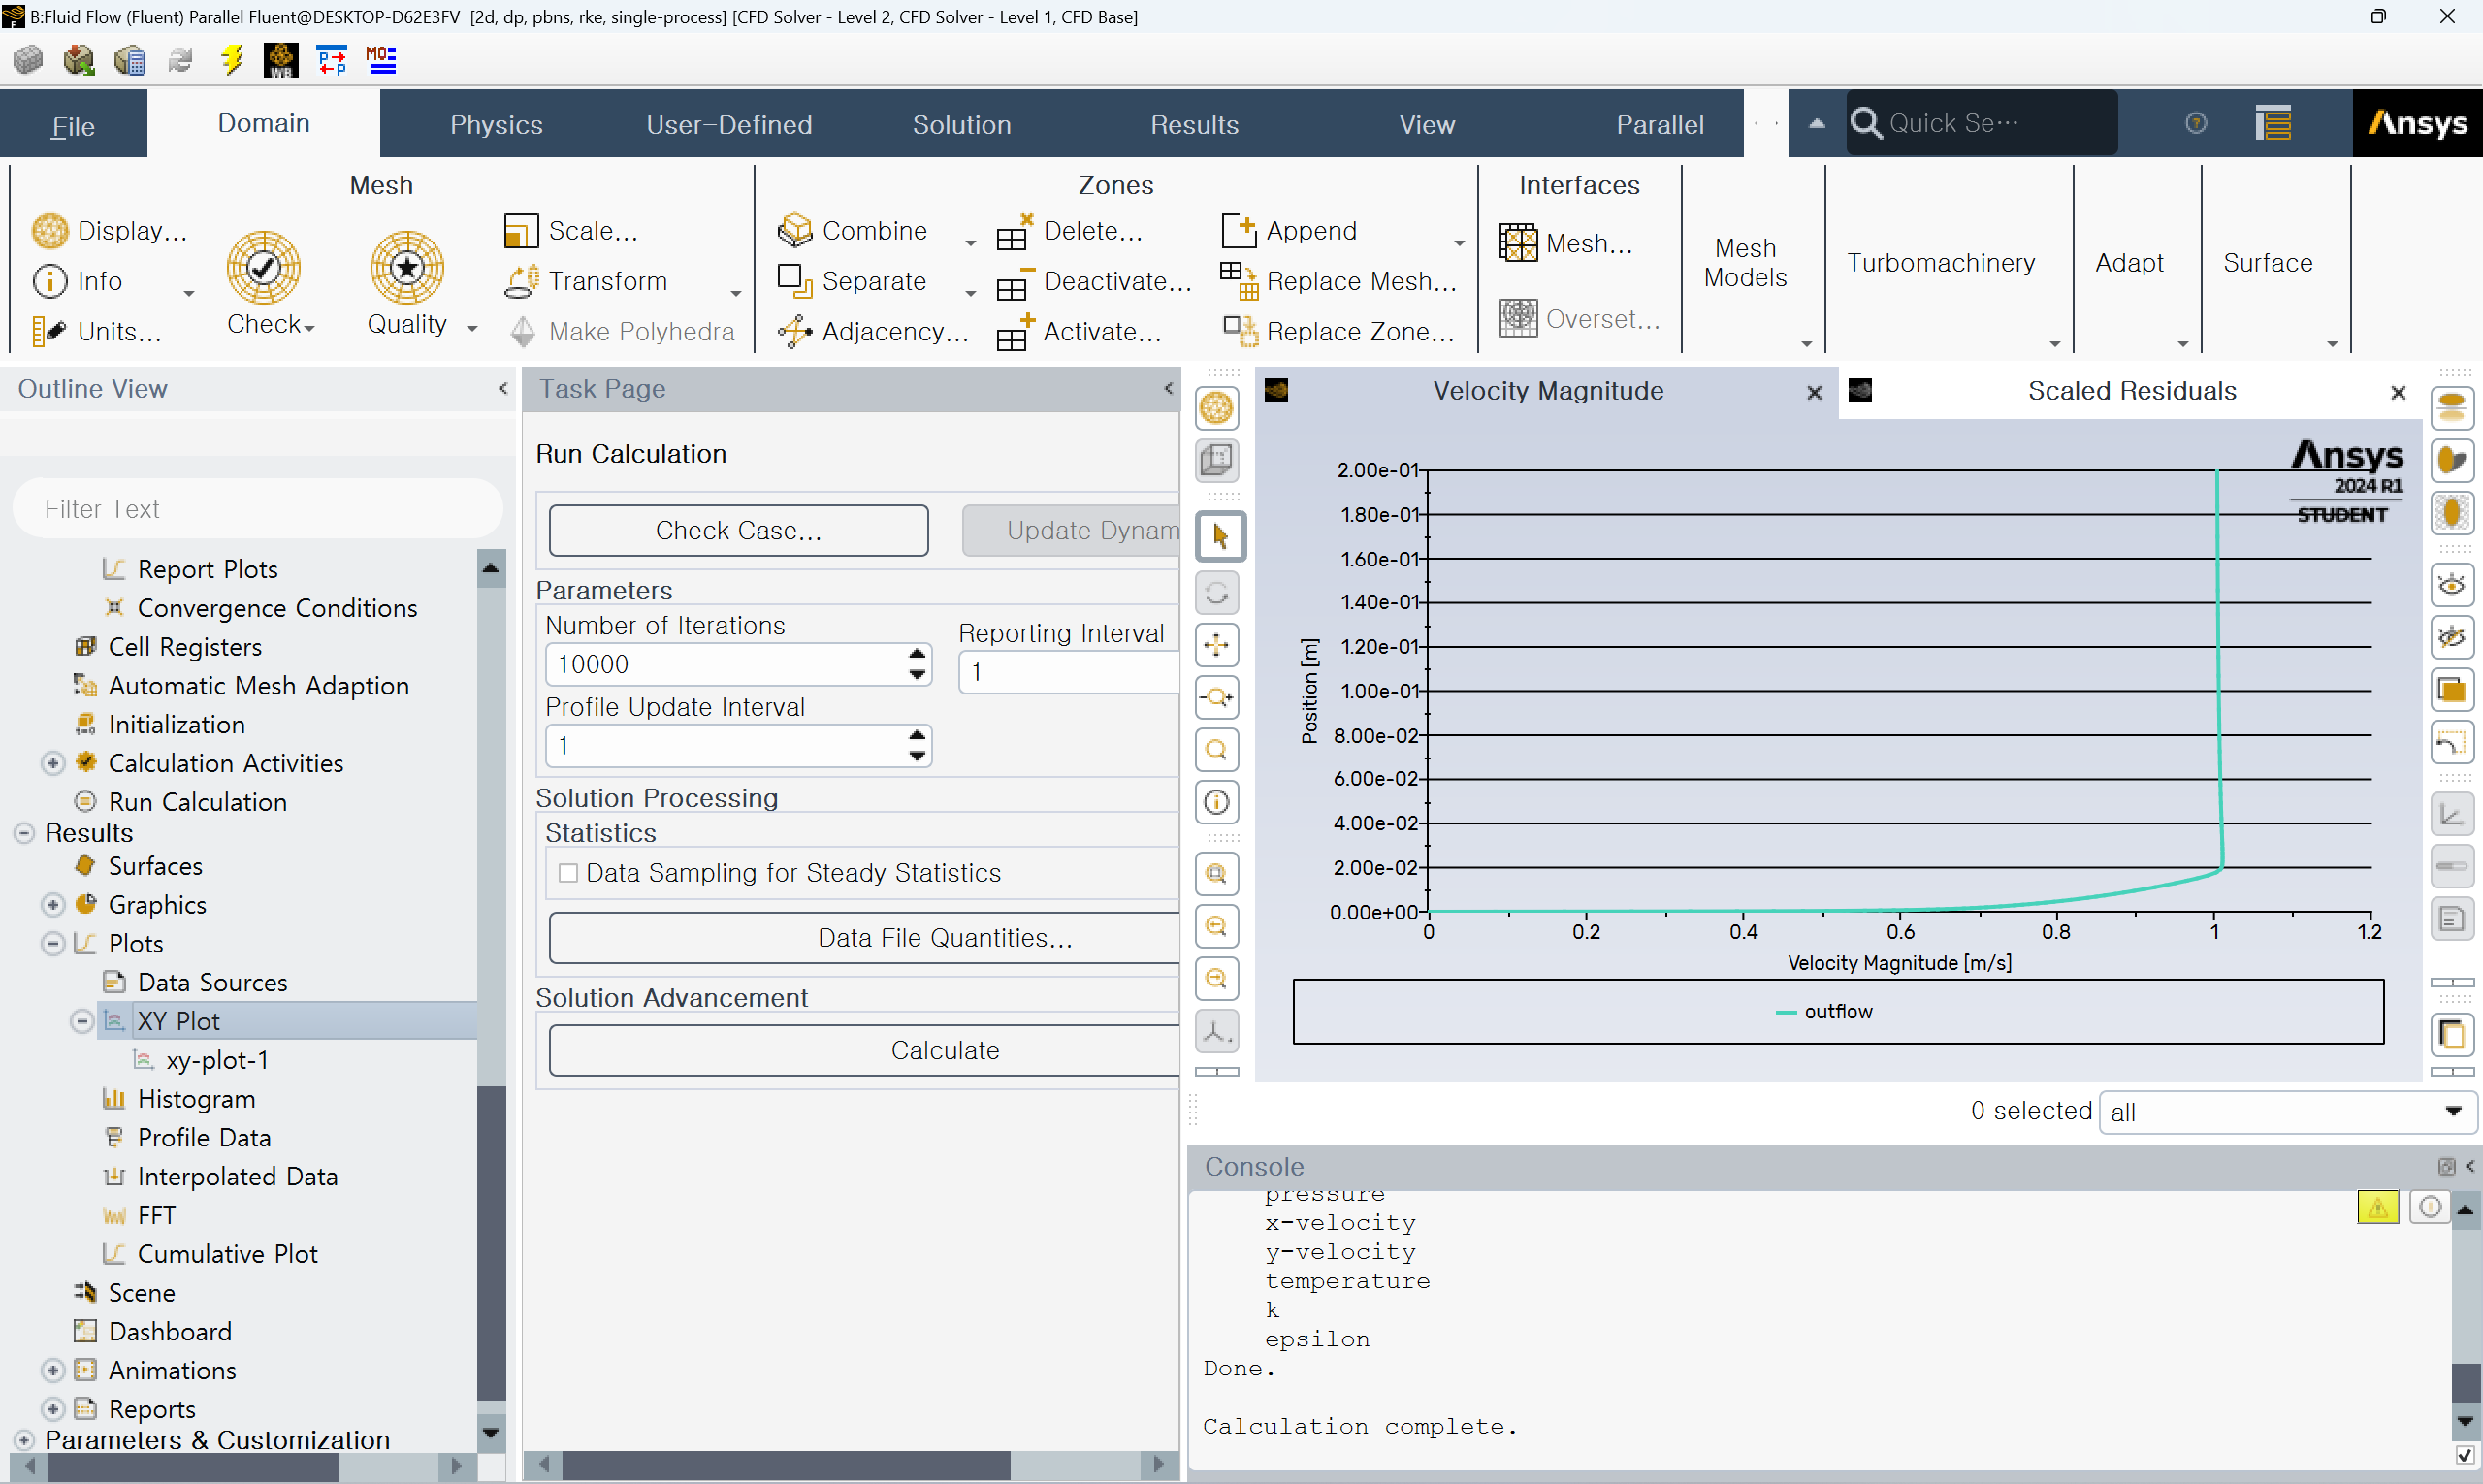 B:Fluid Flow (Fluent) Parallel Fluent@DESKTOP-D62E3FV [2d, dp, pbns, rke, single-process] [CFD Solver - Level 2, CFD Solver - Level 1, CFD Base]
WB
P P
MO
File
Domain
Physics
User-Defined
Solution
Results
View
Parallel
Quick Se···
Ansys
Mesh
Display...
Info
Units...
Check
Quality
Scale...
Transform
Make Polyhedra
Zones
Combine
Separate
Adjacency...
Delete...
Deactivate...
Activate...
Append
Replace Mesh...
Replace Zone...
Interfaces
Mesh...
Overset...
Mesh
Models
Turbomachinery
Adapt
Surface
Outline View
Filter Text
Report Plots
Convergence Conditions
Cell Registers
Automatic Mesh Adaption
Initialization
Calculation Activities
Run Calculation
Results
Surfaces
Graphics
Plots
Data Sources
XY Plot
xy-plot-1
Histogram
Profile Data
Interpolated Data
FFT
Cumulative Plot
Scene
Dashboard
Animations
Reports
Parameters & Customization
Task Page
Run Calculation
Check Case...
Update Dynam
Parameters
Number of Iterations
10000
Reporting Interval
1
Profile Update Interval
1
Solution Processing
Statistics
Data Sampling for Steady Statistics
Data File Quantities...
Solution Advancement
Calculate
Velocity Magnitude
Scaled Residuals
Ansys
2024 R1
STUDENT
2.00e-01
1.80e-01
1.60e-01
1.40e-01
1.20e-01
1.00e-01
8.00e-02
6.00e-02
4.00e-02
2.00e-02
0.00e+00
Position [m]
0 0.2 0.4 0.6 0.8 1 1.2
Velocity Magnitude [m/s]
outflow
0 selected all
Console
pressure
x-velocity
y-velocity
temperature
k
epsilon
Done.
Calculation complete.